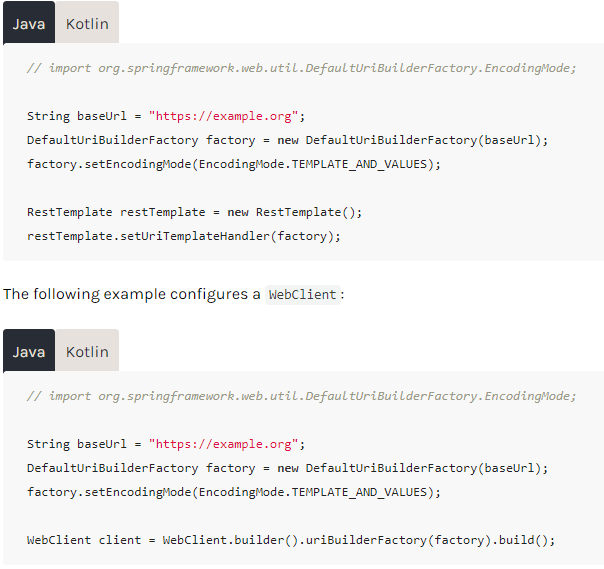 Java Kotlin
// import org.springframework.web.util.DefaultUriBuilderFactory.EncodingMode;
String baseUrl = "https://example.org";
DefaultUriBuilderFactory factory = new DefaultUriBuilderFactory(baseUrl);
factory.setEncodingMode(EncodingMode.TEMPLATE_AND_VALUES);
RestTemplate restTemplate = new RestTemplate();
restTemplate.setUriTemplateHandler(factory);
The following example configures a WebClient:
Java Kotlin
// import org.springframework.web.util.DefaultUriBuilderFactory.EncodingMode;
String baseUrl = "https://example.org";
DefaultUriBuilderFactory factory = new DefaultUriBuilderFactory(baseUrl);
factory.setEncodingMode(EncodingMode.TEMPLATE_AND_VALUES);
WebClient client = WebClient.builder().uriBuilderFactory(factory).build();